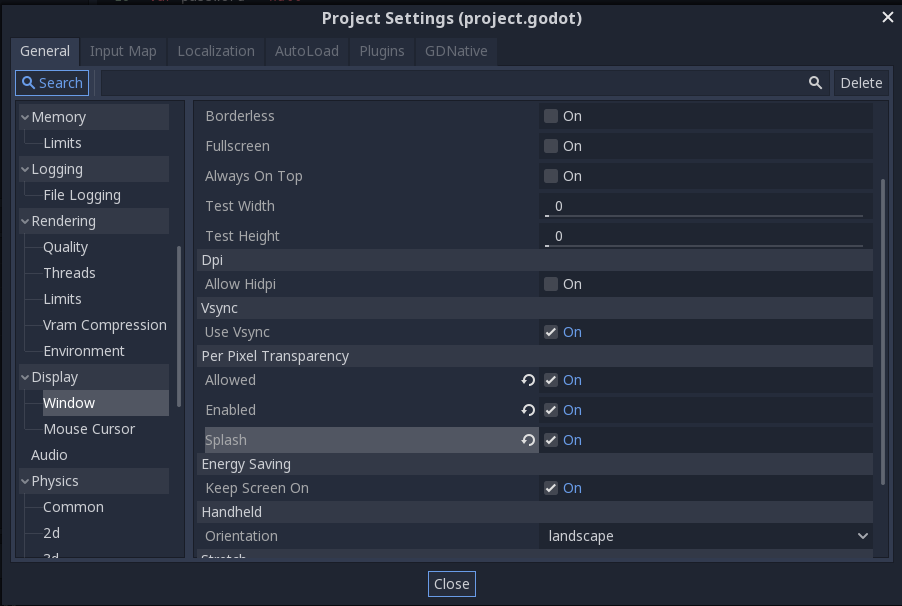 Project Settings (project.godot)
General Input Map Localization AutoLoad Plugins GDNative
Search Delete
Memory
Limits
Logging
File Logging
Rendering
Quality
Threads
Limits
Vram Compression
Environment
Display
Window
Mouse Cursor
Audio
Physics
Common
2d
3d
Borderless On
Fullscreen On
Always On Top On
Test Width 0
Test Height 0
Dpi
Allow Hidpi On
Vsync
Use Vsync On
Per Pixel Transparency
Allowed On
Enabled On
Splash On
Energy Saving
Keep Screen On On
Handheld
Orientation landscape
Stretch
Close